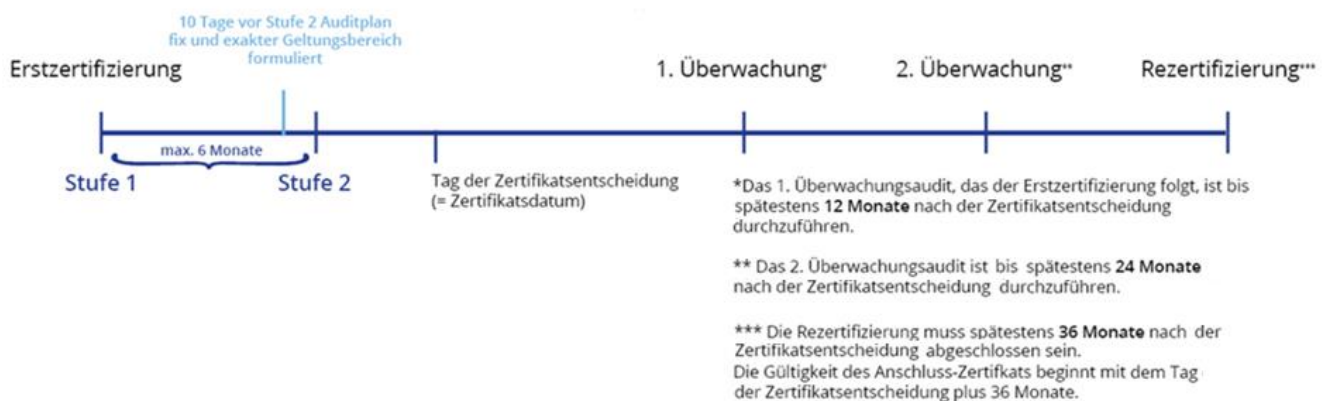 10 Tage vor Stufe 2 Auditplan
fix und exakter Geltungsbereich
formuliert
Erstzertifizierung
1. Überwachung*
2. Überwachung**
Rezertifizierung***
max. 6 Monate
Stufe 1
Stufe 2
Tag der Zertifikatsentscheidung
(= Zertifikatsdatum)
*Das 1. Überwachungsaudit, das der Erstzertifizierung folgt, ist bis
spätestens 12 Monate nach der Zertifikatsentscheidung
durchzuführen.
** Das 2. Überwachungsaudit ist bis spätestens 24 Monate
nach der Zertifikatsentscheidung durchzuführen.
*** Die Rezertifizierung muss spätestens 36 Monate nach der
Zertifikatsentscheidung abgeschlossen sein.
Die Gültigkeit des Anschluss-Zertifkats beginnt mit dem Tag
der Zertifikatsentscheidung plus 36 Monate.